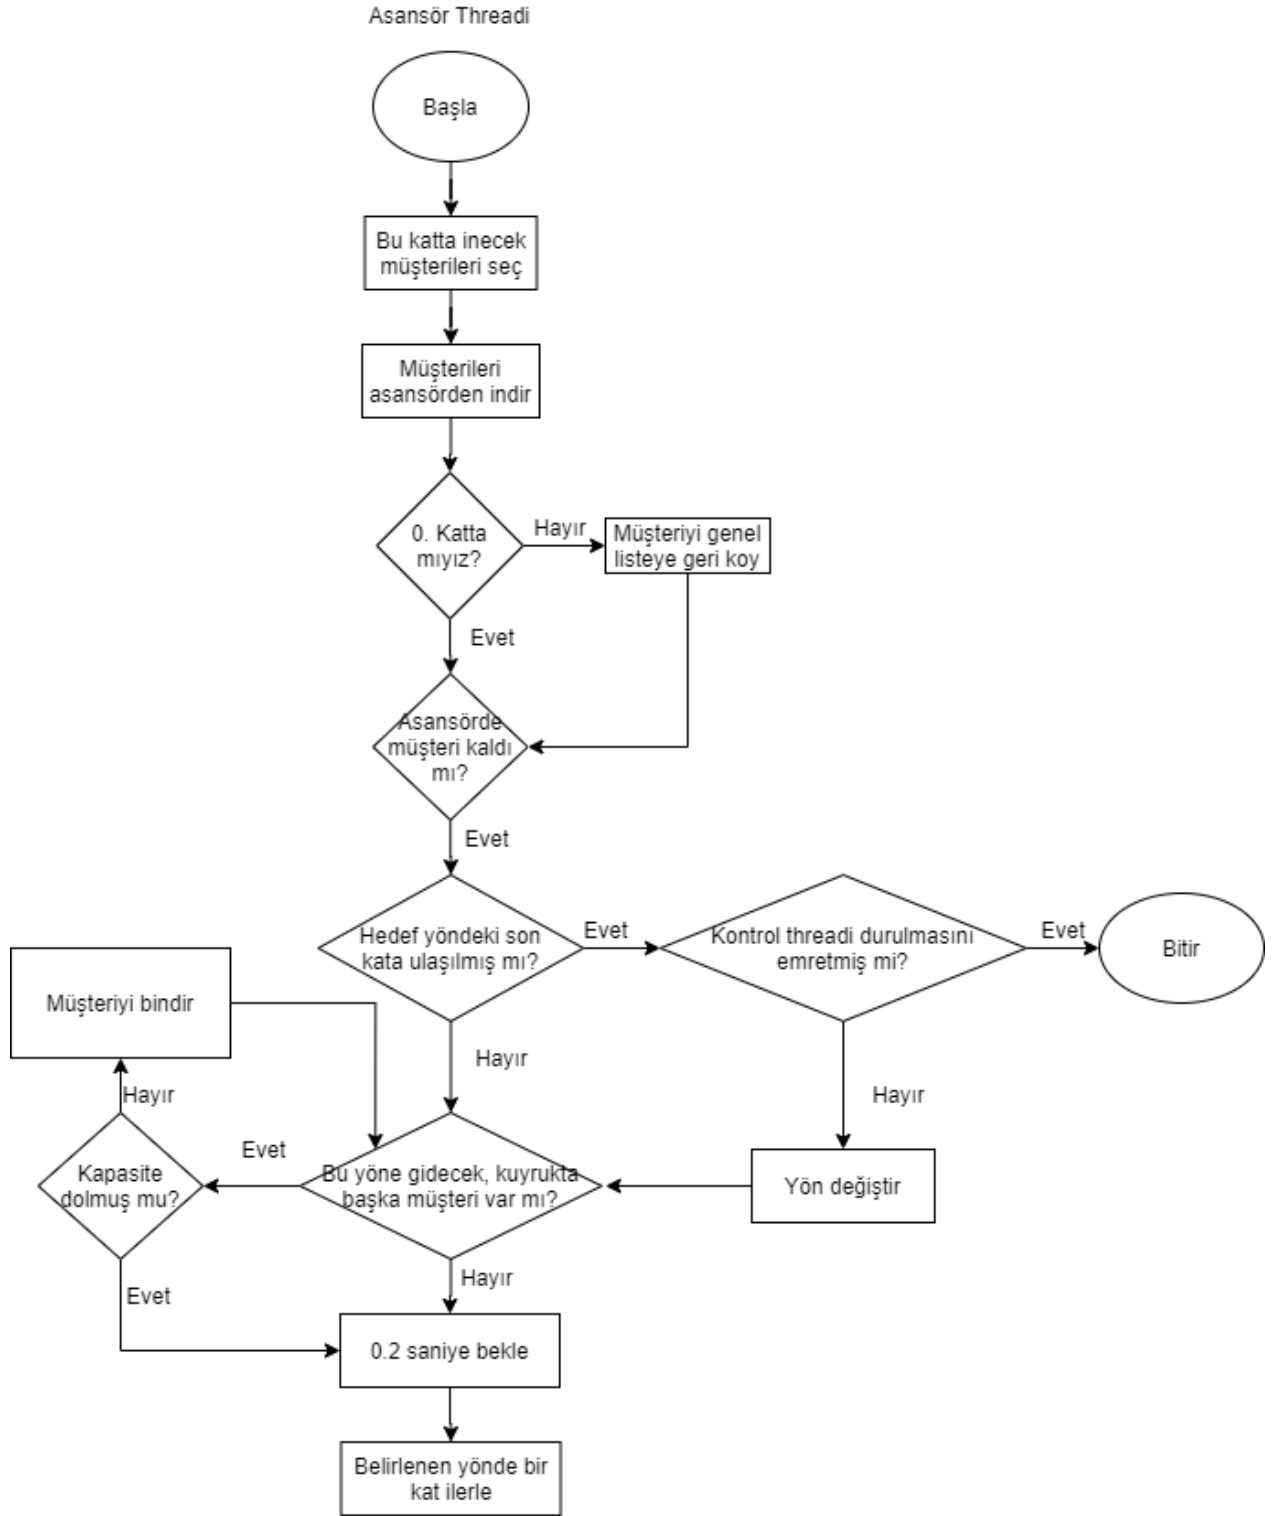 Asansör Threadi
Başla
Bu katta inecek
müşterileri seç
Müşterileri
asansörden indir
0. Katta
mıyız?
Hayır
Müşteriyi genel
listeye geri koy
Evet
Asansörde
müşteri kaldı
mı?
Evet
Hedef yöndeki son
kata ulaşılmış mı?
Evet
Kontrol threadi durulmasını
emretmiş mi?
Evet
Bitir
Müşteriyi bindir
Hayır
Hayır
Hayır
Evet
Bu yöne gidecek, kuyrukta
başka müşteri var mı?
Kapasite
dolmuş mu?
Yön değiştir
Hayır
Evet
0.2 saniye bekle
Belirlenen yönde bir
kat ilerle